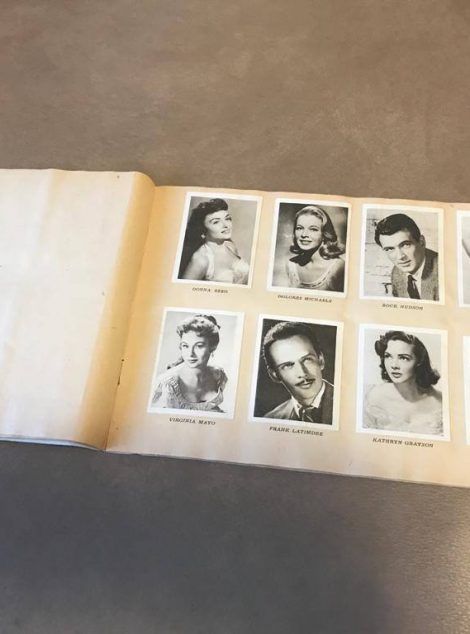 DONNA REED
DOLORES MICHAELS
ROCK HUDSON
VIRGINIA MAYO
FRANK LATIMORE
KATHRYN GRAYSON